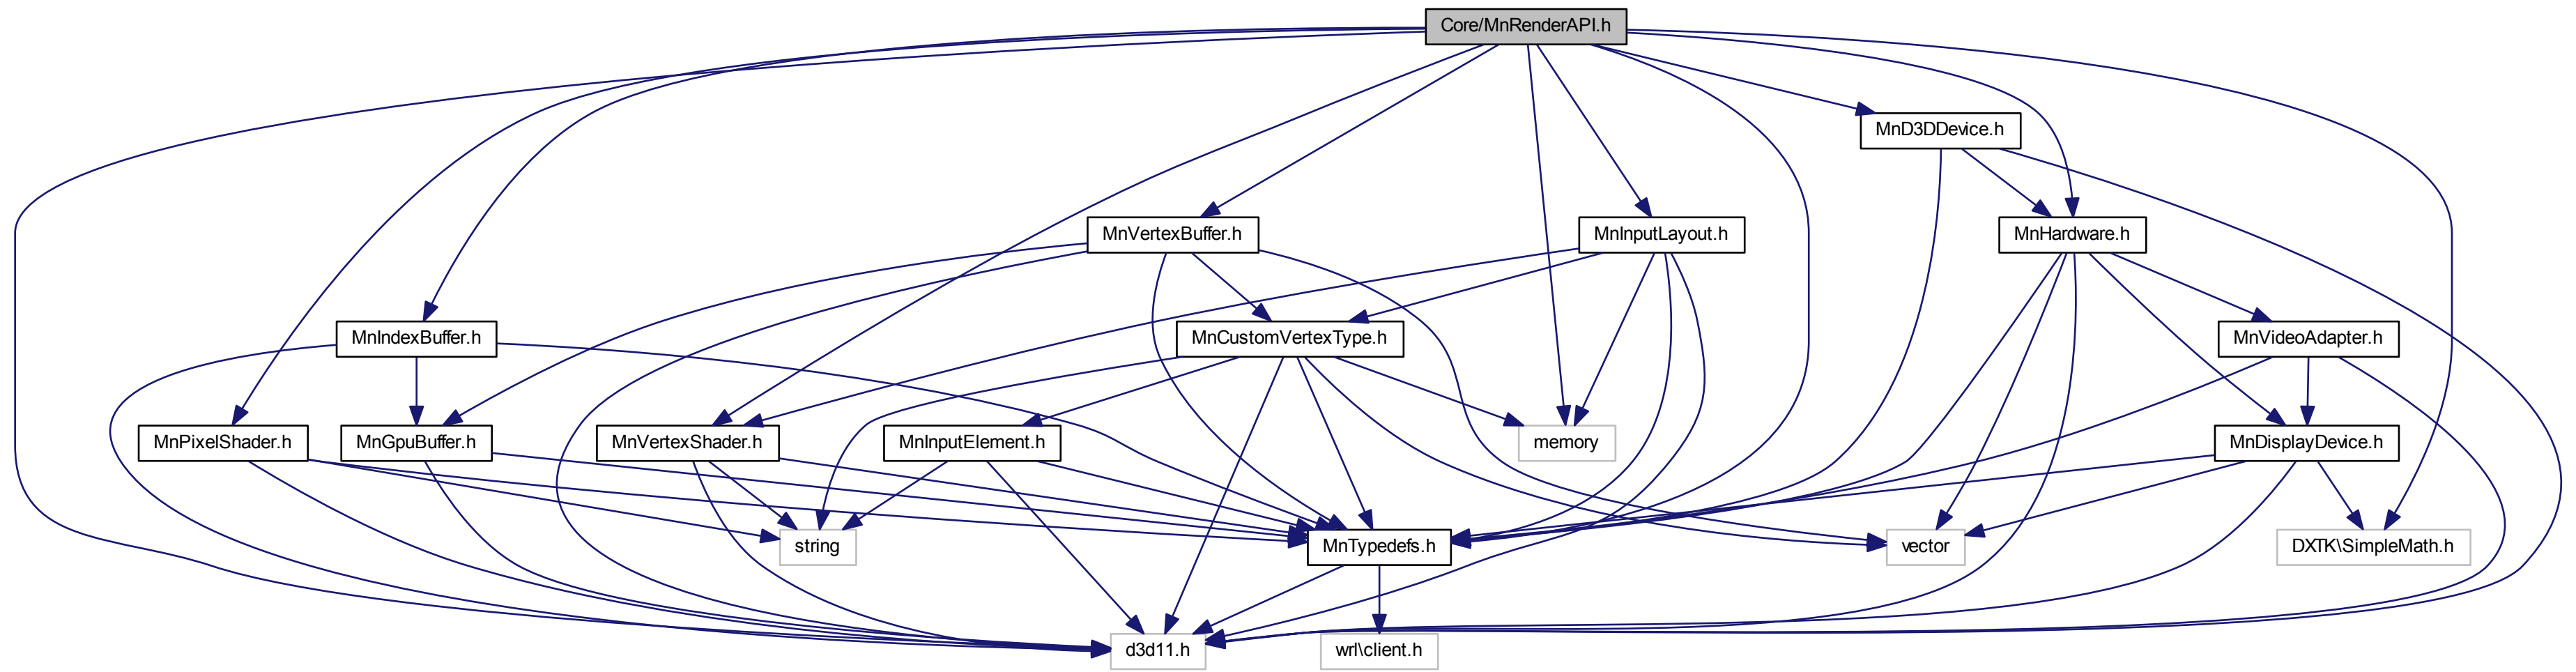 Core/MnRenderAPI.h
MnD3DDevice.h
MnVertexBuffer.h
MnInputLayout.h
MnHardware.h
MnIndexBuffer.h
MnCustomVertexType.h
MnVideoAdapter.h
MnPixelShader.h
MnGpuBuffer.h
MnVertexShader.h
MnInputElement.h
memory
MnDisplayDevice.h
string
MnTypedefs.h
vector
DXTK\SimpleMath.h
d3d11.h
wrl\client.h